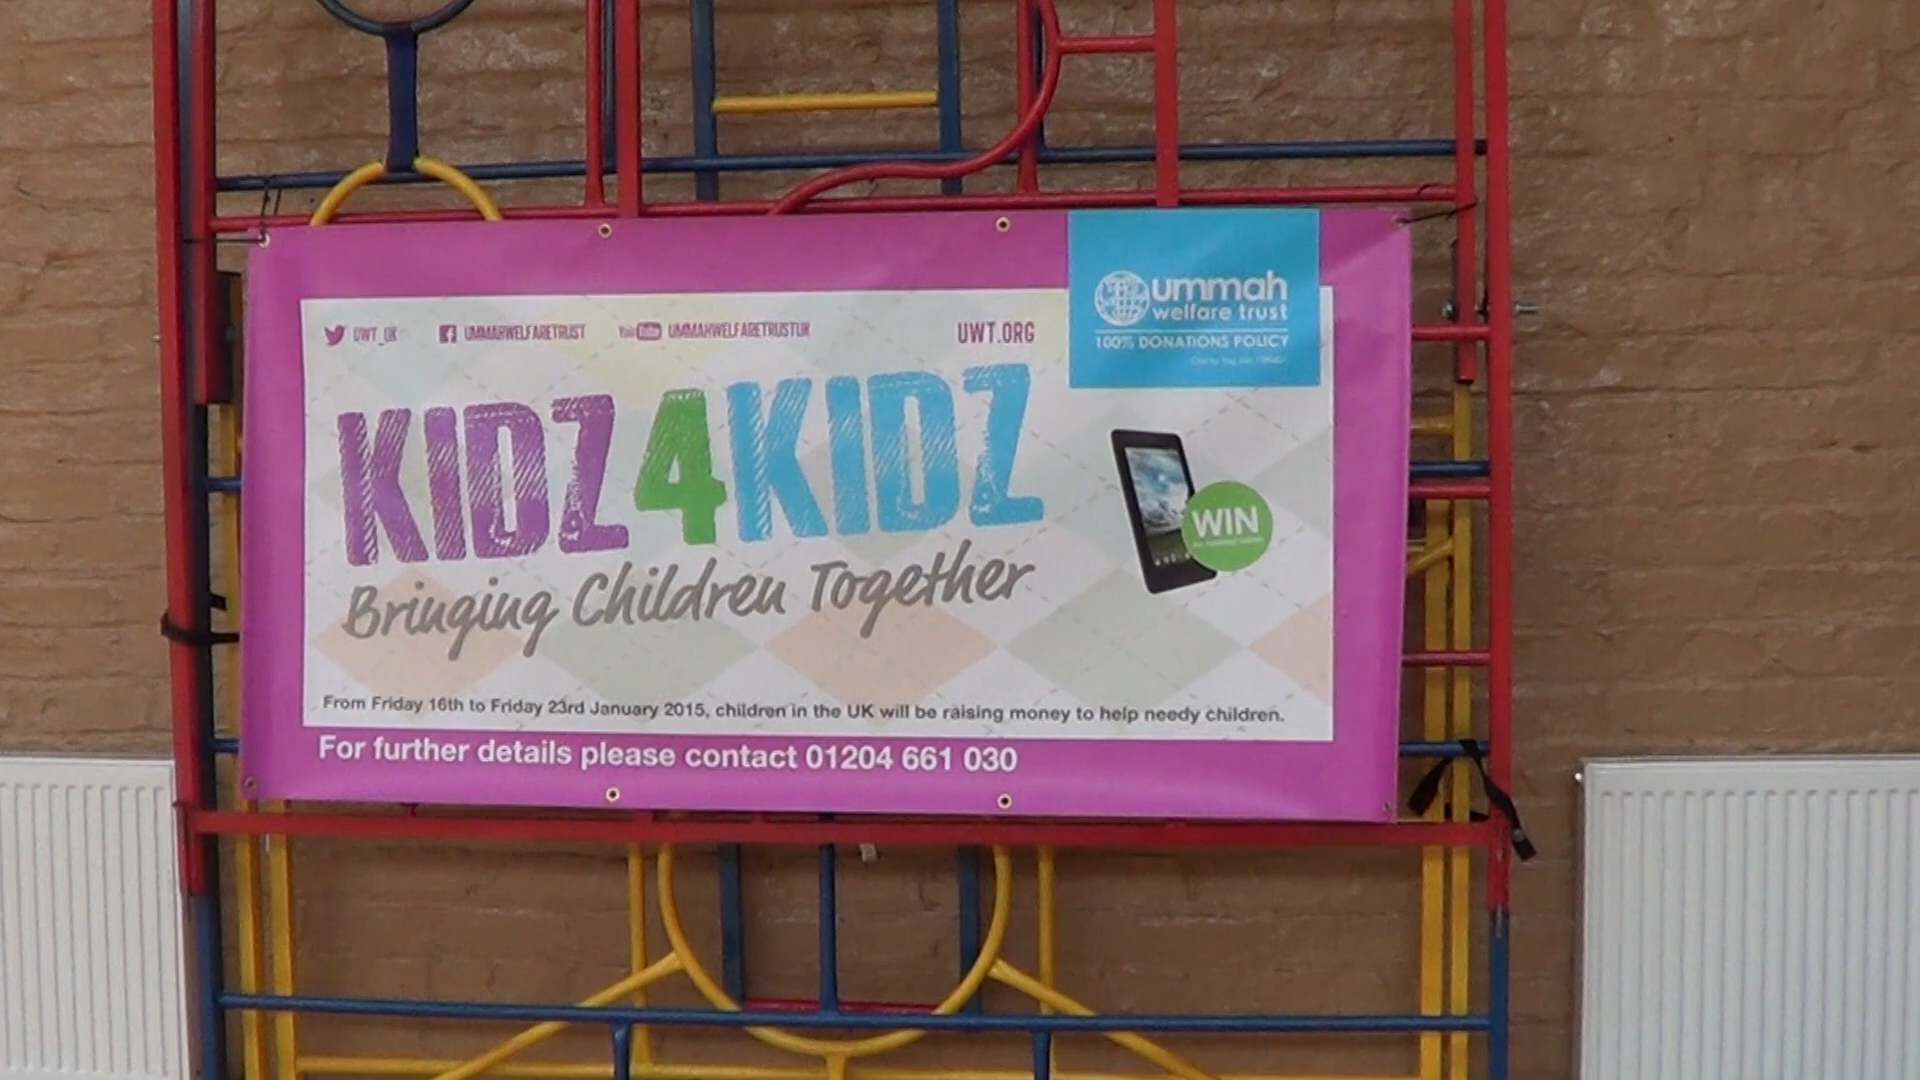 UWT_UK UMMAHWELFARETRUST YouTube UMMAHWELFARETRUSTUK UWT.ORG
ummah
welfare trust
100% DONATIONS POLICY
KIDZ4KIDZ
Bringing Children Together
WIN
From Friday 16th to Friday 23rd January 2015, children in the UK will be raising money to help needy children.
For further details please contact 01204 661 030